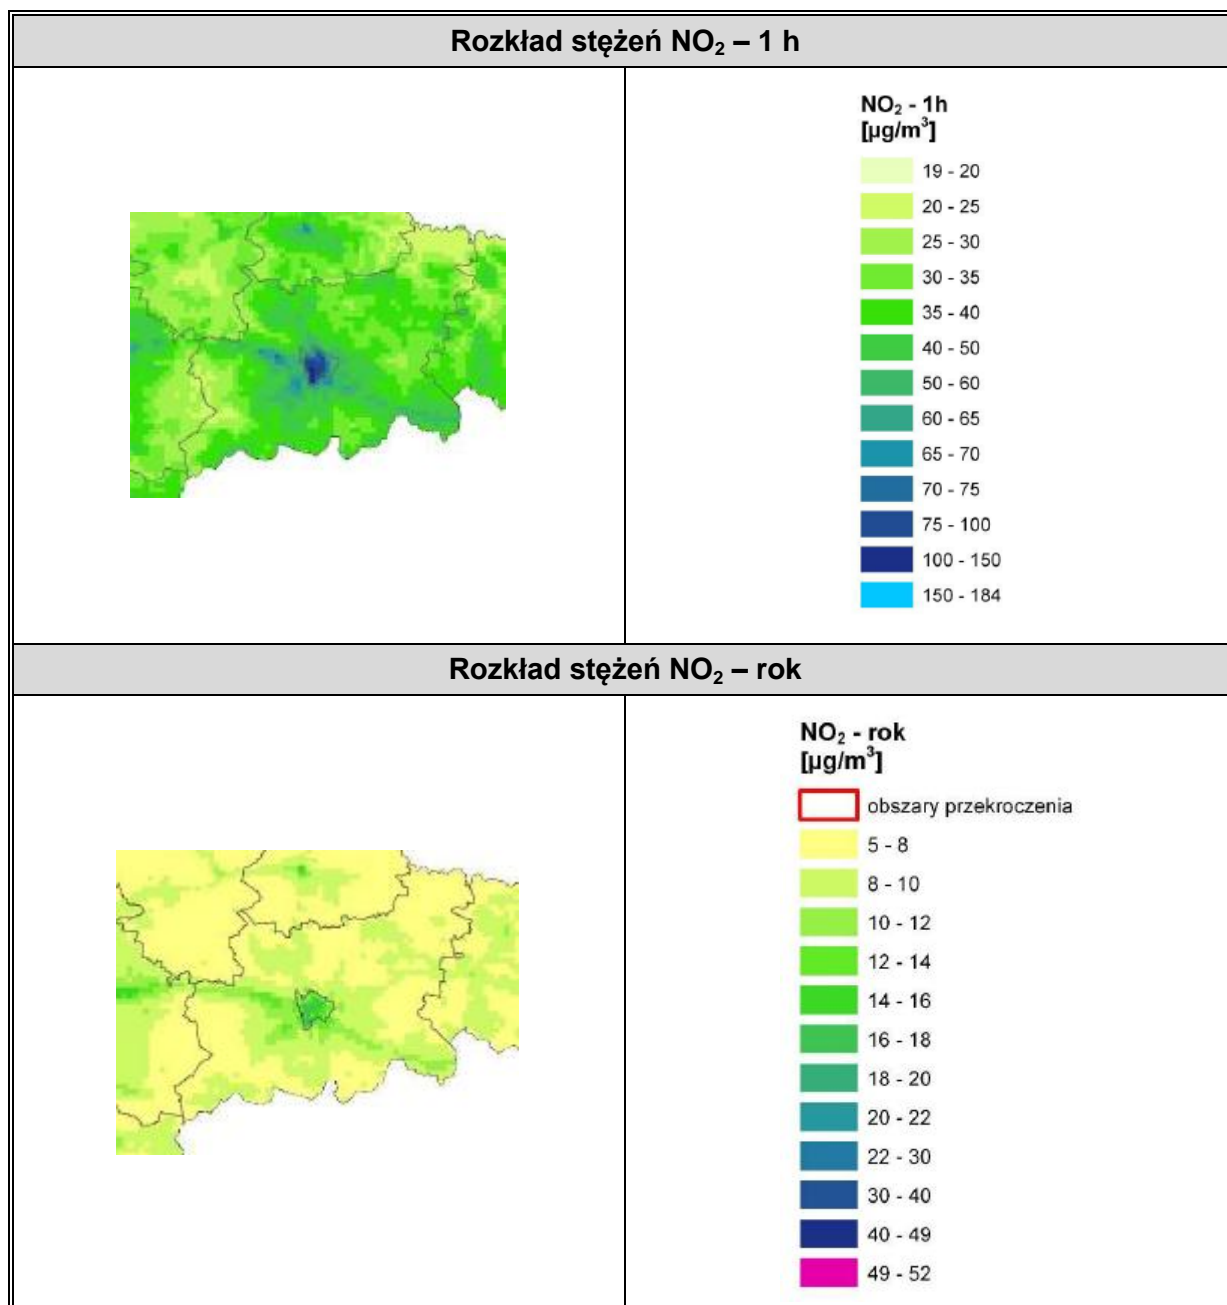 Rozkład stężeń NO₂ – 1 h
NO₂ - 1h
[µg/m³]
19 - 20
20 - 25
25 - 30
30 - 35
35 - 40
40 - 50
50 - 60
60 - 65
65 - 70
70 - 75
75 - 100
100 - 150
150 - 184
Rozkład stężeń NO₂ – rok
NO₂ - rok
[µg/m³]
obszary przekroczenia
5 - 8
8 - 10
10 - 12
12 - 14
14 - 16
16 - 18
18 - 20
20 - 22
22 - 30
30 - 40
40 - 49
49 - 52